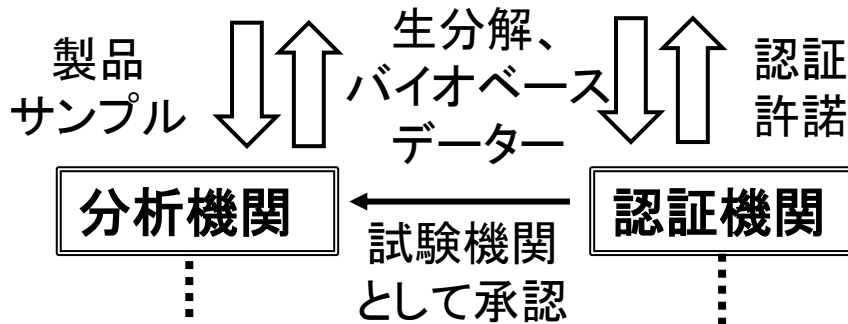 製品
サンプル
生分解、
バイオベース
データー
認証
許諾
分析機関
認証機関
試験機関
として承認